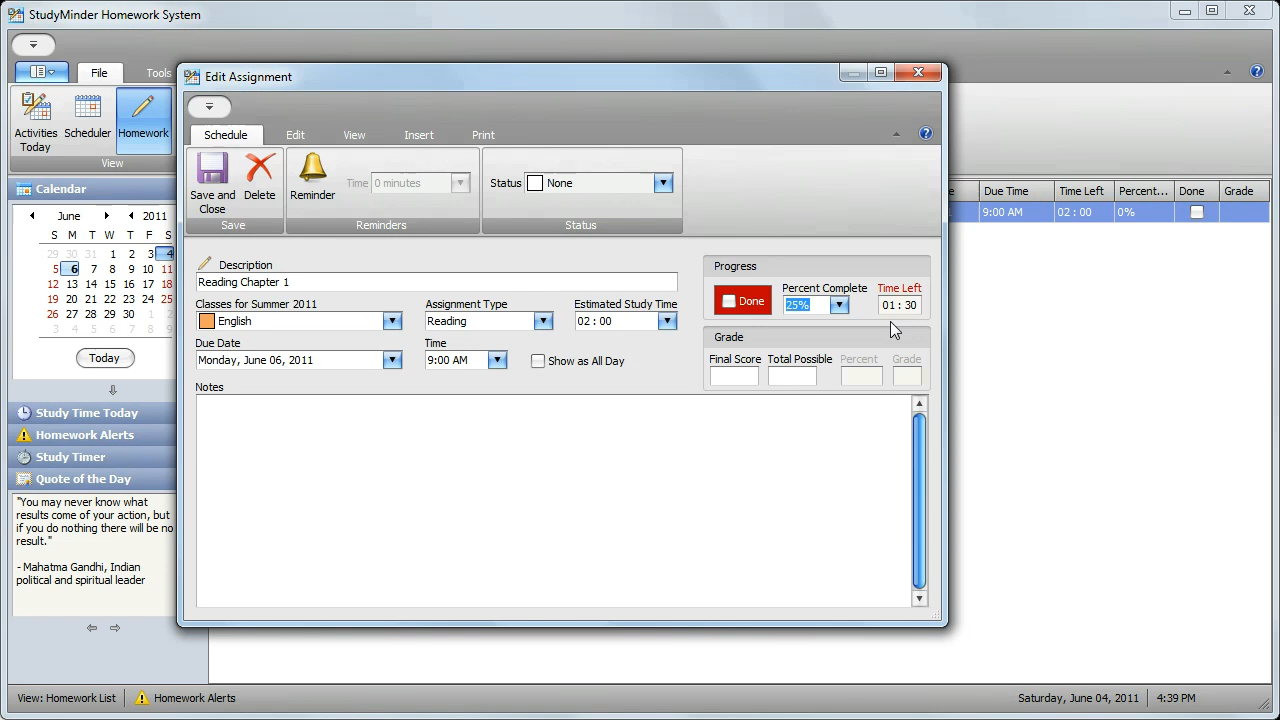 StudyMinder Homework System
File Tools
Activities Today
Scheduler
Homework
View
Calendar
June 2011
S M T W T F S
29 30 31 1 2 3 4
5 6 7 8 9 10 11
12 13 14 15 16 17 18
19 20 21 22 23 24 25
26 27 28 29 30
Today
Study Time Today
Homework Alerts
Study Timer
Quote of the Day
"You may never know what
results come of your action, but
if you do nothing there will be no
result."
- Mahatma Gandhi, Indian
political and spiritual leader
Edit Assignment
Schedule Edit View Insert Print
Save and Close
Delete
Save
Reminder
Time 0 minutes
Reminders
Status None
Status
Description
Reading Chapter 1
Classes for Summer 2011 Assignment Type Estimated Study Time
English Reading 02 : 00
Due Date Time
Monday, June 06, 2011 9:00 AM Show as All Day
Notes
Progress
Done
Percent Complete Time Left
25% 01 : 30
Grade
Final Score Total Possible Percent Grade
Due Time Time Left Percent... Done Grade
9:00 AM 02 : 00 0%
View: Homework List Homework Alerts Saturday, June 04, 2011 4:39 PM